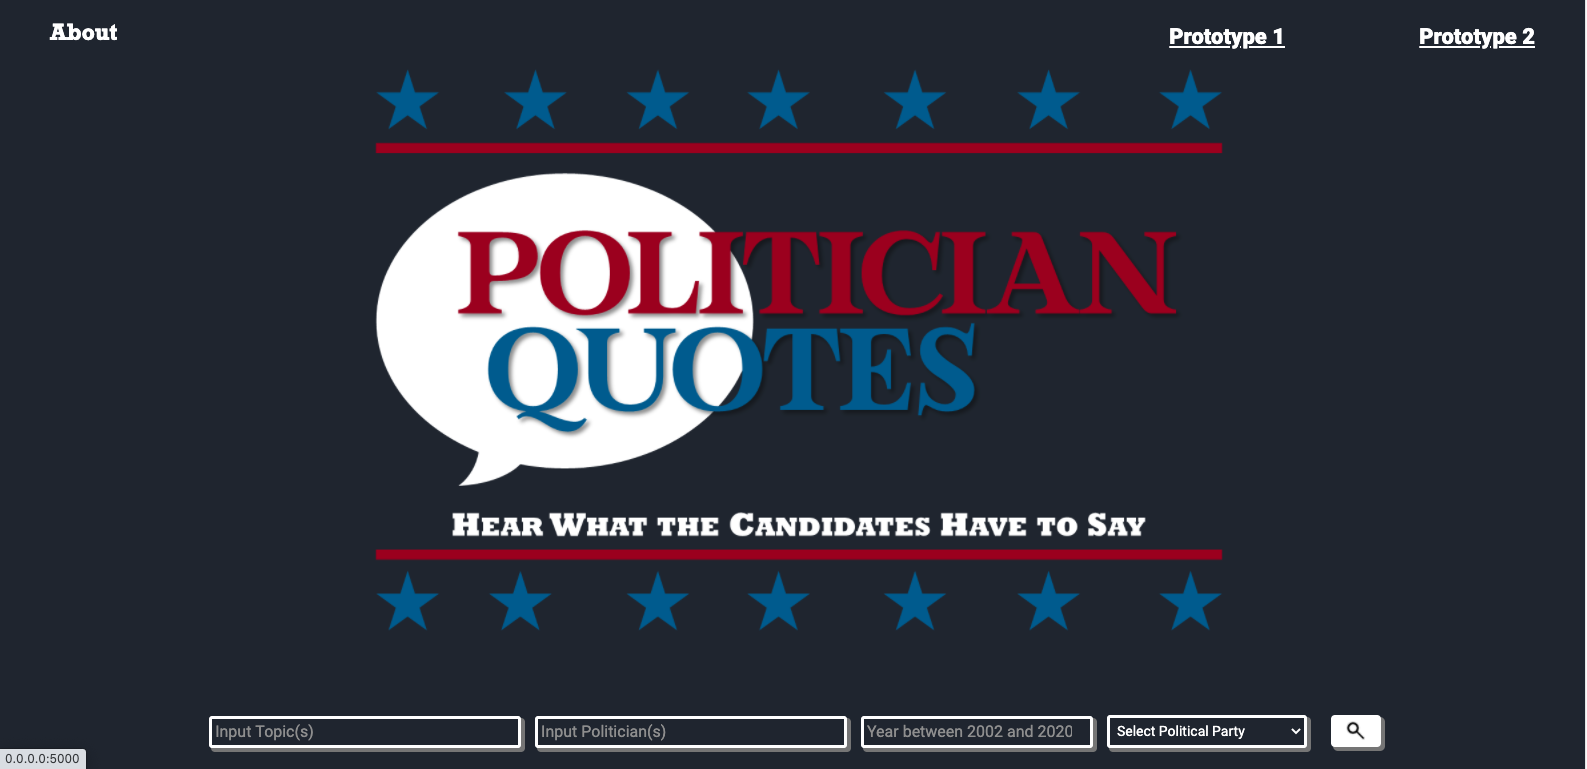 About
Prototype 1
Prototype 2
POLITICIAN
QUOTES
HEAR WHAT THE CANDIDATES HAVE TO SAY
Input Topic(s)
Input Politician(s)
Year between 2002 and 2020
Select Political Party
0.0.0.0:5000